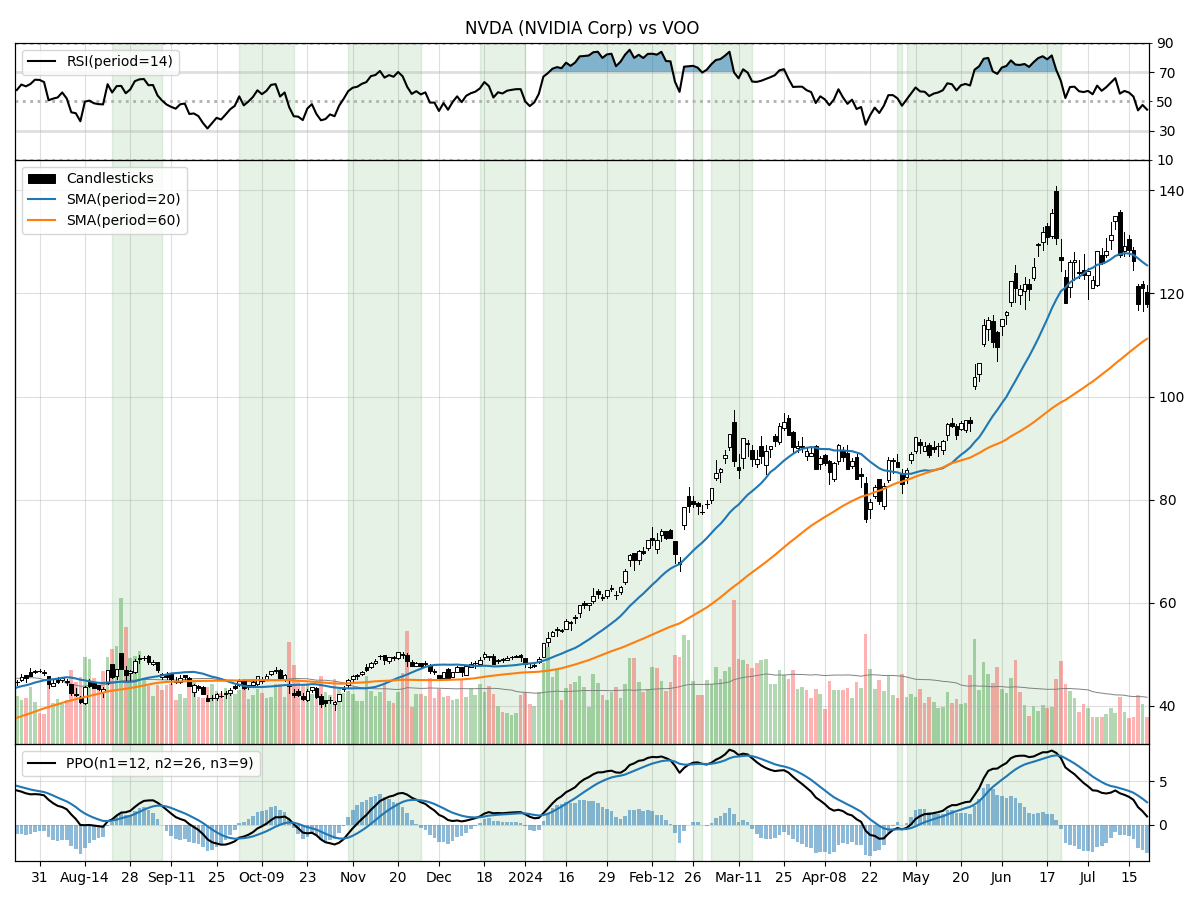 NVDA (NVIDIA Corp) vs VOO
RSI(period=14)
90
70
50
30
10
Candlesticks
SMA(period=20)
SMA(period=60)
140
120
100
80
60
40
PPO(n1=12, n2=26, n3=9)
5
0
31 Aug-14 28 Sep-11 25 Oct-09 23 Nov 20 Dec 18 2024 16 29 Feb-12 26 Mar-11 25 Apr-08 22 May 20 Jun 17 Jul 15